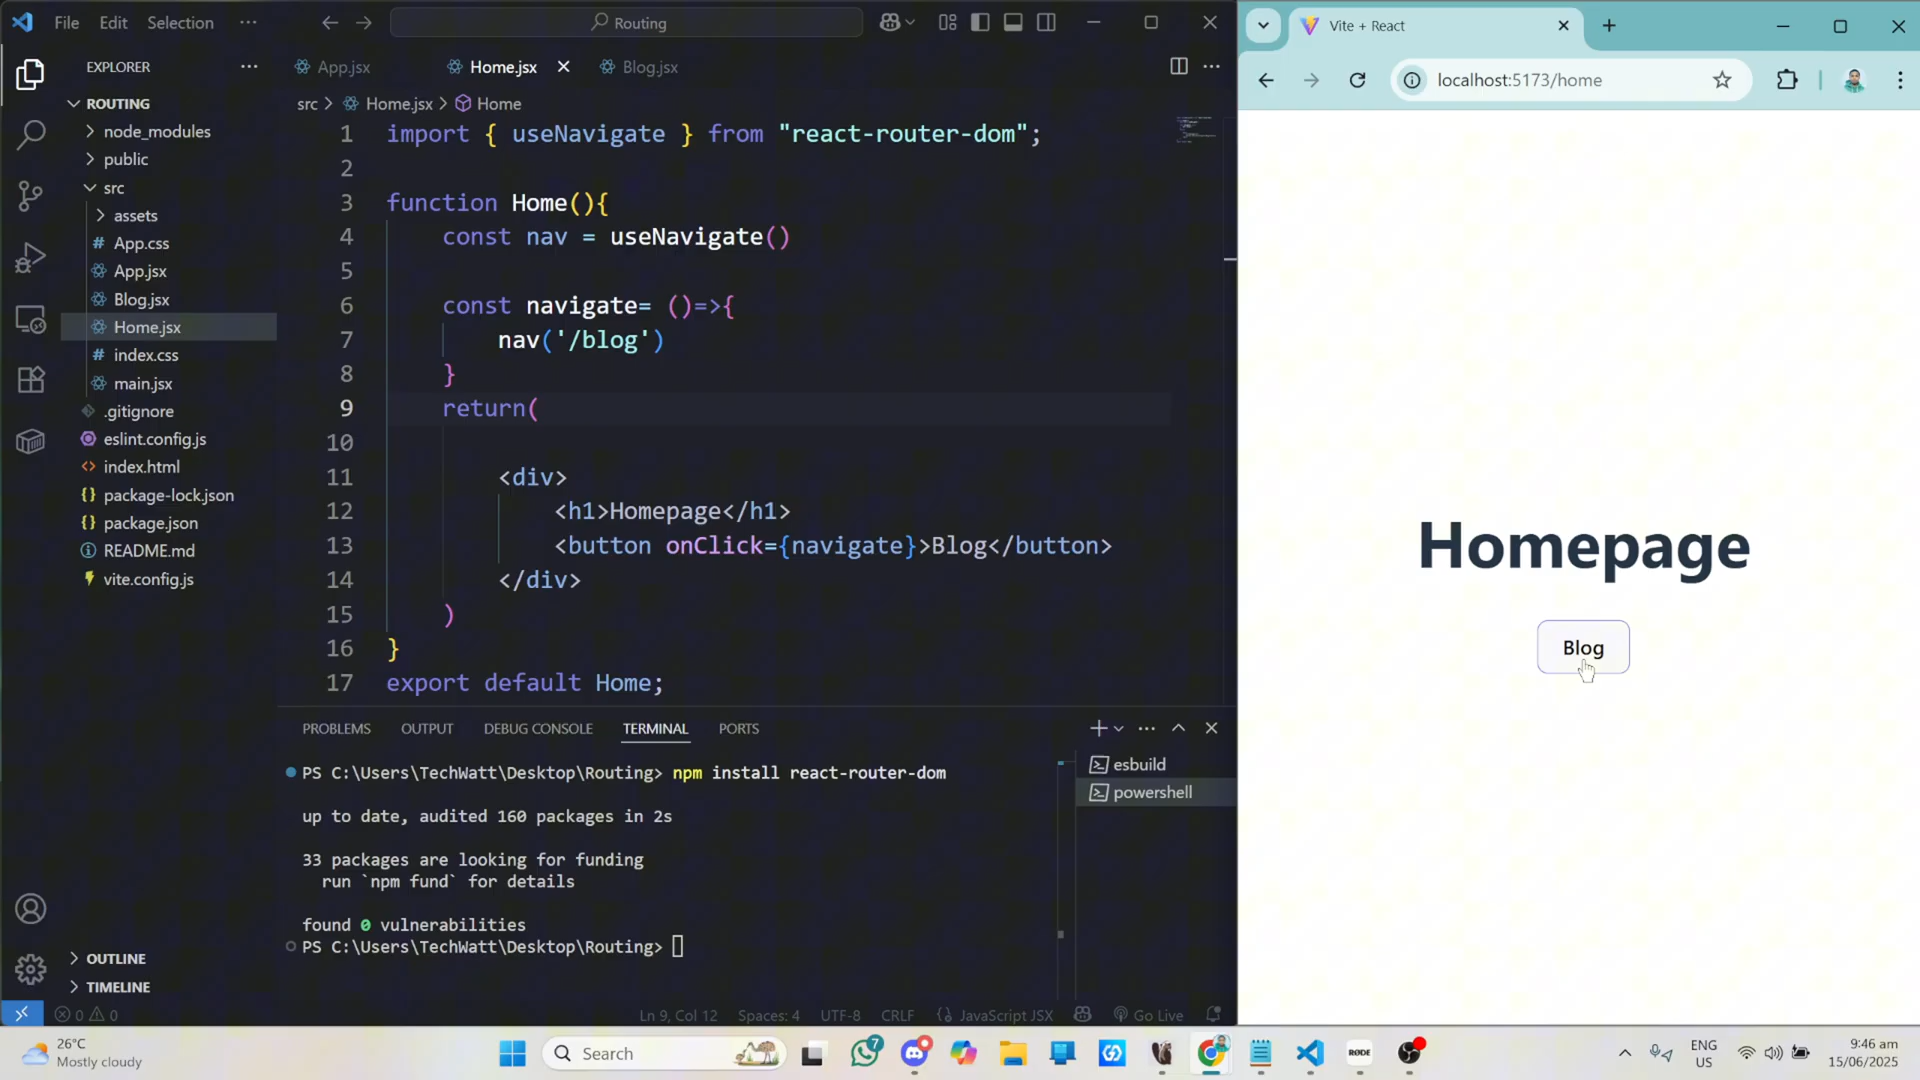 File Edit Selection ···
Routing
EXPLORER
App.jsx
Home.jsx
Blog.jsx
src > Home.jsx > Home
ROUTING
node_modules
public
src
assets
App.css
App.jsx
Blog.jsx
Home.jsx
index.css
main.jsx
.gitignore
eslint.config.js
index.html
package-lock.json
package.json
README.md
vite.config.js
OUTLINE
TIMELINE
1 import { useNavigate } from "react-router-dom";
2
3 function Home(){
4 const nav = useNavigate()
5
6 const navigate= ()=>{
7 nav('/blog')
8 }
9 return(
10
11 <div>
12 <h1>Homepage</h1>
13 <button onClick={navigate}>Blog</button>
14 </div>
15 )
16 }
17 export default Home;
PROBLEMS OUTPUT DEBUG CONSOLE TERMINAL PORTS
PS C:\Users\TechWatt\Desktop\Routing> npm install react-router-dom
up to date, audited 160 packages in 2s
33 packages are looking for funding
run `npm fund` for details
found 0 vulnerabilities
PS C:\Users\TechWatt\Desktop\Routing>
esbuild
powershell
0 0
Ln 9, Col 12 Spaces: 4 UTF-8 CRLF {} JavaScript JSX Go Live
Vite + React
localhost:5173/home
Homepage
Blog
26°C
Mostly cloudy
Search
7
RØDE
ENG
US
9:46 am
15/06/2025